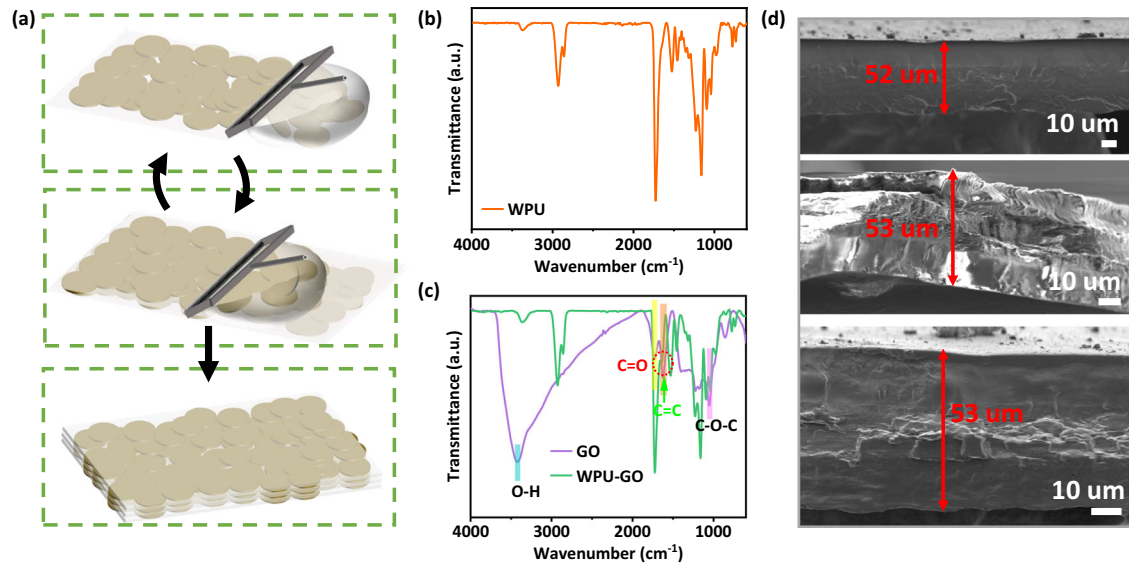 (a)
(b)
Transmittance (a.u.)
WPU
4000
3000
2000
1000
Wavenumber (cm⁻¹)
(c)
Transmittance (a.u.)
C=O
C=C
C-O-C
GO
WPU-GO
O-H
4000
3000
2000
1000
Wavenumber (cm⁻¹)
(d)
52 um
10 um
53 um
10 um
53 um
10 um